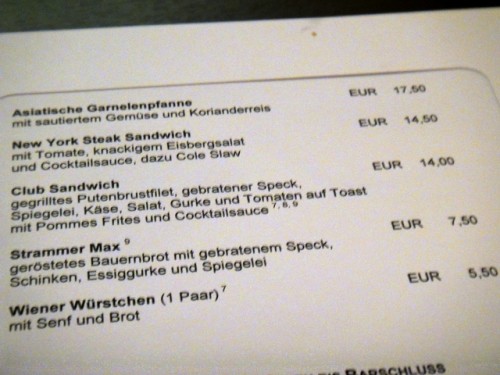 Asiatische Garnelenpfanne EUR 17,50
mit sautiertem Gemüse und Korianderreis
New York Steak Sandwich EUR 14,50
mit Tomate, knackigem Eisbergsalat
und Cocktailsauce, dazu Cole Slaw
Club Sandwich EUR 14,00
gegrilltes Putenbrustfilet, gebratener Speck,
Spiegelei, Käse, Salat, Gurke und Tomaten auf Toast
mit Pommes Frites und Cocktailsauce 7, 8, 9
Strammer Max 9 EUR 7,50
geröstetes Bauernbrot mit gebratenem Speck,
Schinken, Essiggurke und Spiegelei
Wiener Würstchen (1 Paar) 7 EUR 5,50
mit Senf und Brot
BARSCHLUSS